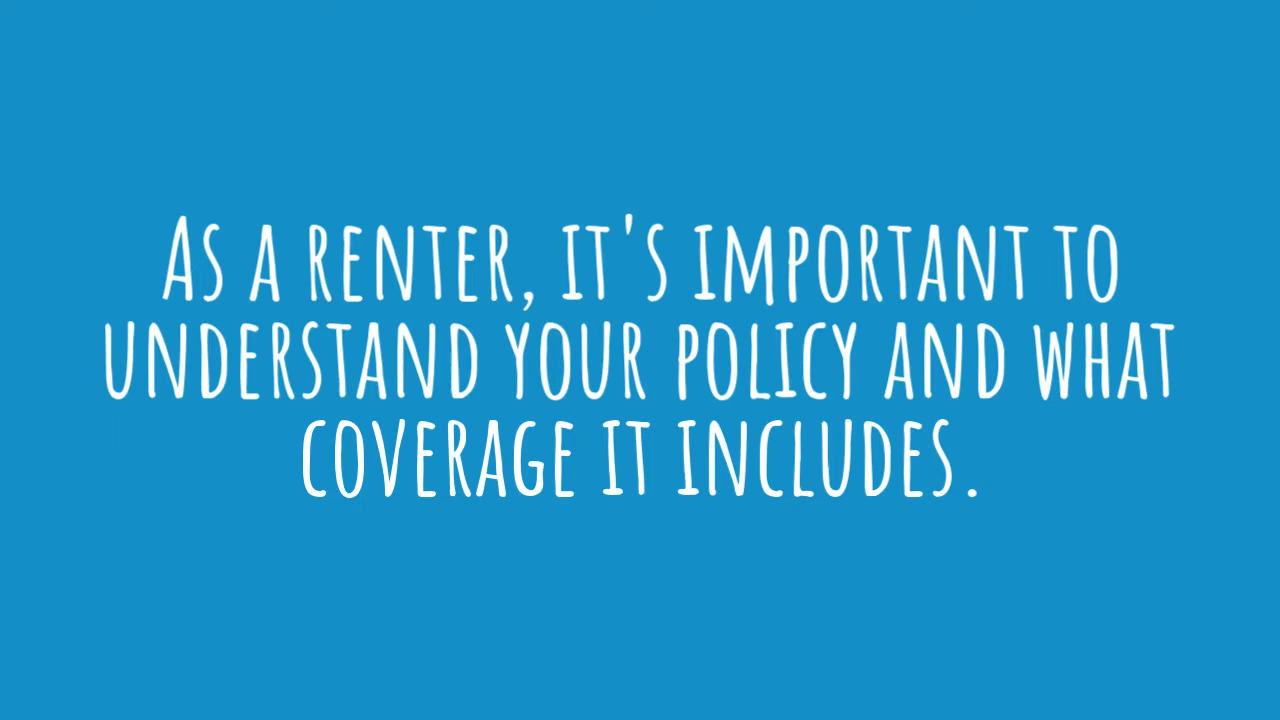 As a renter, it's important to
understand your policy and what
coverage it includes.